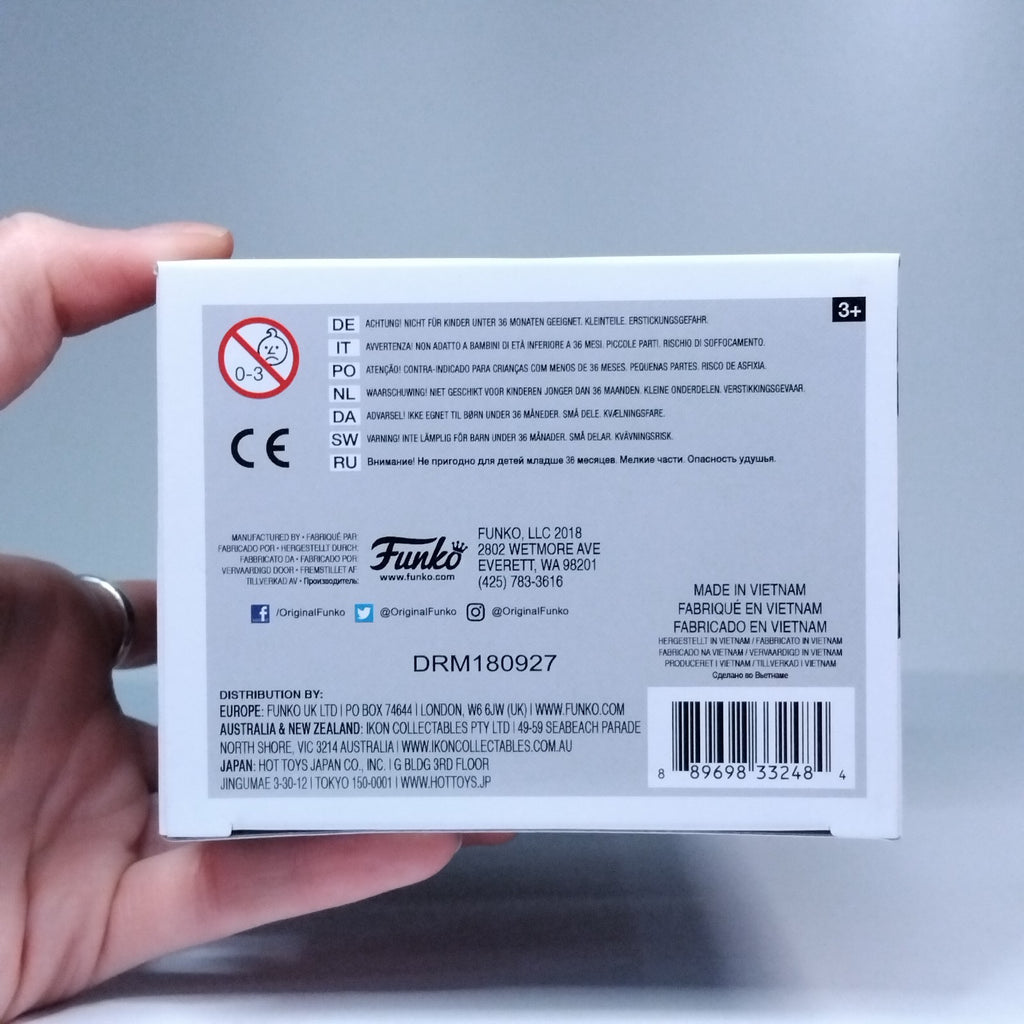 3+
0-3
DE ACHTUNG! NICHT FÜR KINDER UNTER 36 MONATEN GEEIGNET. KLEINTEILE. ERSTICKUNGSGEFAHR.
IT AVVERTENZA! NON ADATTO A BAMBINI DI ETÀ INFERIORE A 36 MESI. PICCOLE PARTI. RISCHIO DI SOFFOCAMENTO.
PO ATENÇÃO! CONTRA-INDICADO PARA CRIANÇAS COM MENOS DE 36 MESES. PEQUENAS PARTES. RISCO DE ASFIXIA.
NL WAARSCHUWING! NIET GESCHIKT VOOR KINDEREN JONGER DAN 36 MAANDEN. KLEINE ONDERDELEN. VERSTIKKINGSGEVAAR.
DA ADVARSEL! IKKE EGNET TIL BØRN UNDER 36 MÅNEDER. SMÅ DELE. KVÆLNINGSFARE.
SW VARNING! INTE LÄMPLIG FÖR BARN UNDER 36 MÅNADER. SMÅ DELAR. KVÄVNINGSRISK.
RU Внимание! Не пригодно для детей младше 36 месяцев. Мелкие части. Опасность удушья.
CE
MANUFACTURED BY • FABRIQUÉ PAR
FABRICADO POR • HERGESTELLT DURCH:
FABBRICATO DA • FABRICADO POR
VERVAARDIGD DOOR • FREMSTILLET AF
TILLVERKAD AV • Производитель:
Funko
www.funko.com
FUNKO, LLC 2018
2802 WETMORE AVE
EVERETT, WA 98201
(425) 783-3616
f /OriginalFunko @OriginalFunko @OriginalFunko
DRM180927
MADE IN VIETNAM
FABRIQUÉ EN VIETNAM
FABRICADO EN VIETNAM
HERGESTELLT IN VIETNAM / FABBRICATO IN VIETNAM
FABRICADO NA VIETNAM / VERVAARDIGD IN VIETNAM
PRODUCERET I VIETNAM / TILLVERKAD I VIETNAM
Сделано во Вьетнаме
DISTRIBUTION BY:
EUROPE: FUNKO UK LTD | PO BOX 74644 | LONDON, W6 6JW (UK) | WWW.FUNKO.COM
AUSTRALIA & NEW ZEALAND: IKON COLLECTABLES PTY LTD | 49-59 SEABEACH PARADE
NORTH SHORE, VIC 3214 AUSTRALIA | WWW.IKONCOLLECTABLES.COM.AU
JAPAN: HOT TOYS JAPAN CO., INC. | G BLDG 3RD FLOOR
JINGUMAE 3-30-12 | TOKYO 150-0001 | WWW.HOTTOYS.JP
8 89698 33248 4